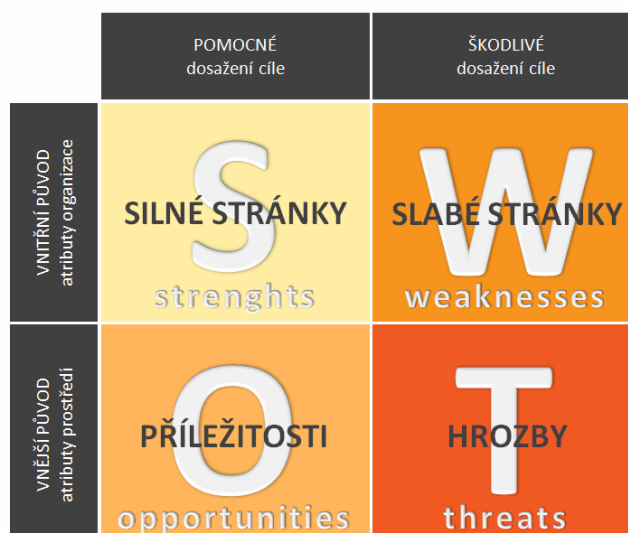 POMOCNÉ
dosažení cíle
ŠKODLIVÉ
dosažení cíle
VNITŘNÍ PŮVOD
atributy organizace
S
SILNÉ STRÁNKY
strenghts
W
SLABÉ STRÁNKY
weaknesses
VNĚJŠÍ PŮVOD
atributy prostředí
O
PŘÍLEŽITOSTI
opportunities
T
HROZBY
threats